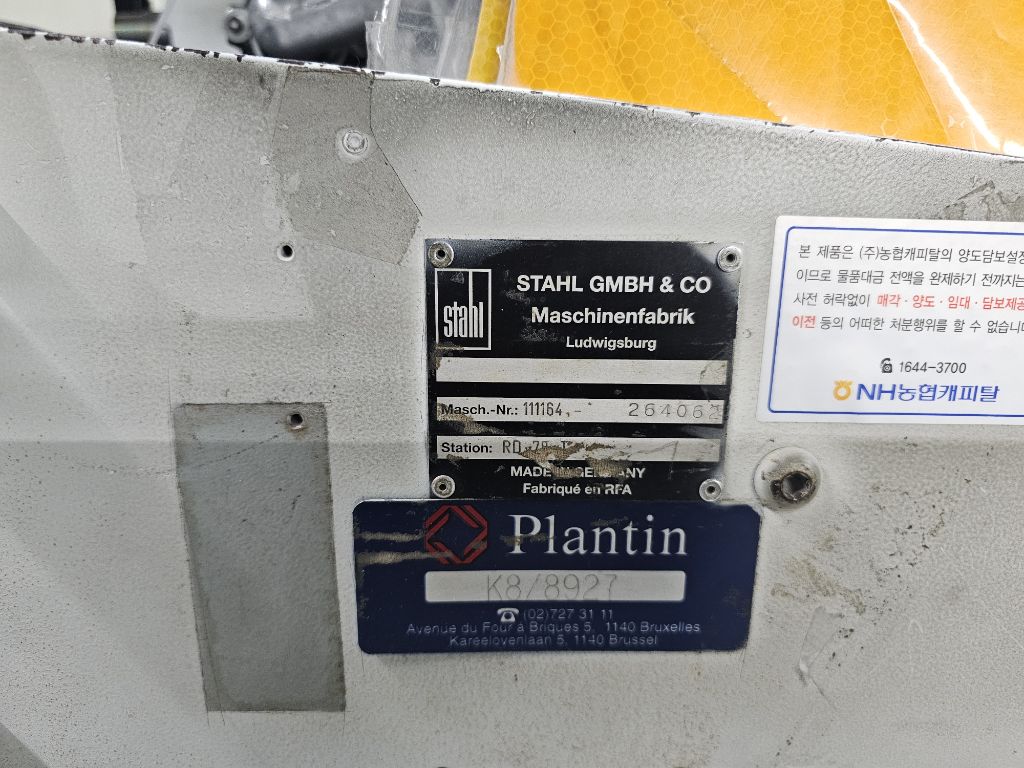 stahl
STAHL GMBH & CO
Maschinenfabrik
Ludwigsburg
Masch.-Nr.: 111164,- 264062
Station: RD
MADE IN GERMANY
Fabriqué en RFA
Plantin
K8/8927
☎ (02)727 31 11
Avenue du Four à Briques 5, 1140 Bruxelles
Kareelovenlaan 5, 1140 Brussel
본 제품은 (주)농협캐피탈의 양도담보설정
이므로 물품대금 전액을 완제하기 전까지는
사전 허락없이 매각 · 양도 · 임대 · 담보제공
이전 등의 어떠한 처분행위를 할 수 없습니다
☎ 1644-3700
NH농협캐피탈